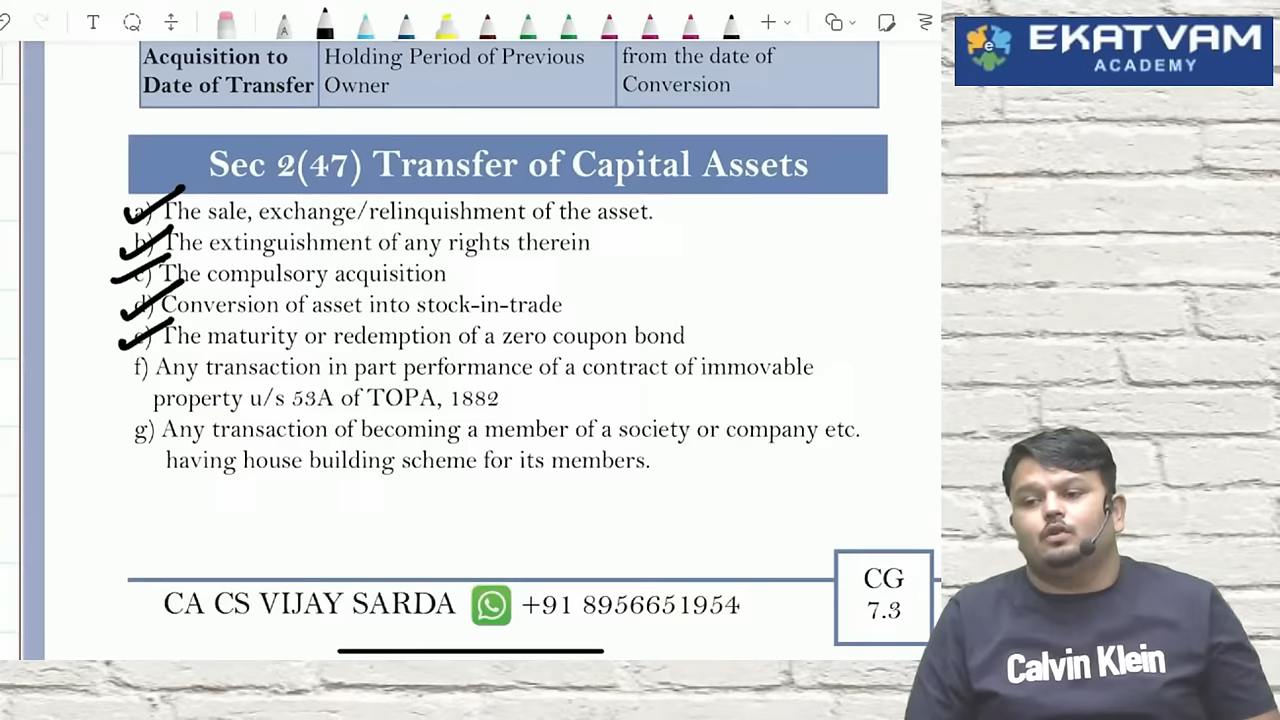 EKATVAM
ACADEMY
Acquisition to
Date of Transfer
Holding Period of Previous
Owner
from the date of
Conversion
Sec 2(47) Transfer of Capital Assets
a) The sale, exchange/relinquishment of the asset.
b) The extinguishment of any rights therein
c) The compulsory acquisition
d) Conversion of asset into stock-in-trade
e) The maturity or redemption of a zero coupon bond
f) Any transaction in part performance of a contract of immovable
property u/s 53A of TOPA, 1882
g) Any transaction of becoming a member of a society or company etc.
having house building scheme for its members.
CA CS VIJAY SARDA +91 8956651954
CG
7.3
Calvin Klein